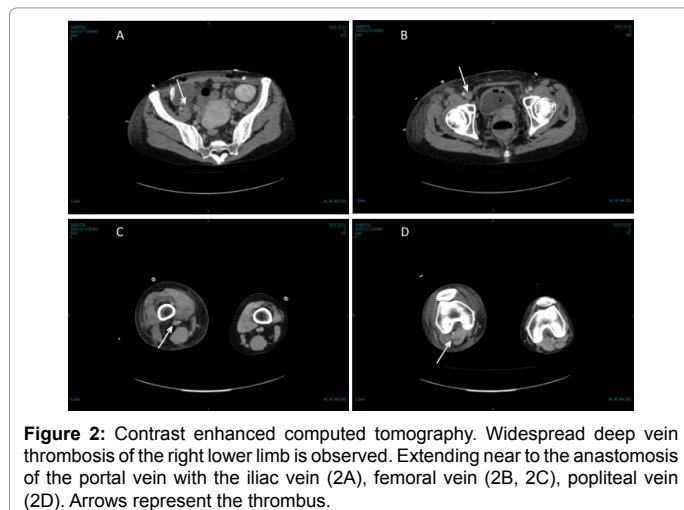 A
B
C
D
Figure 2: Contrast enhanced computed tomography. Widespread deep vein
thrombosis of the right lower limb is observed. Extending near to the anastomosis
of the portal vein with the iliac vein (2A), femoral vein (2B, 2C), popliteal vein
(2D). Arrows represent the thrombus.